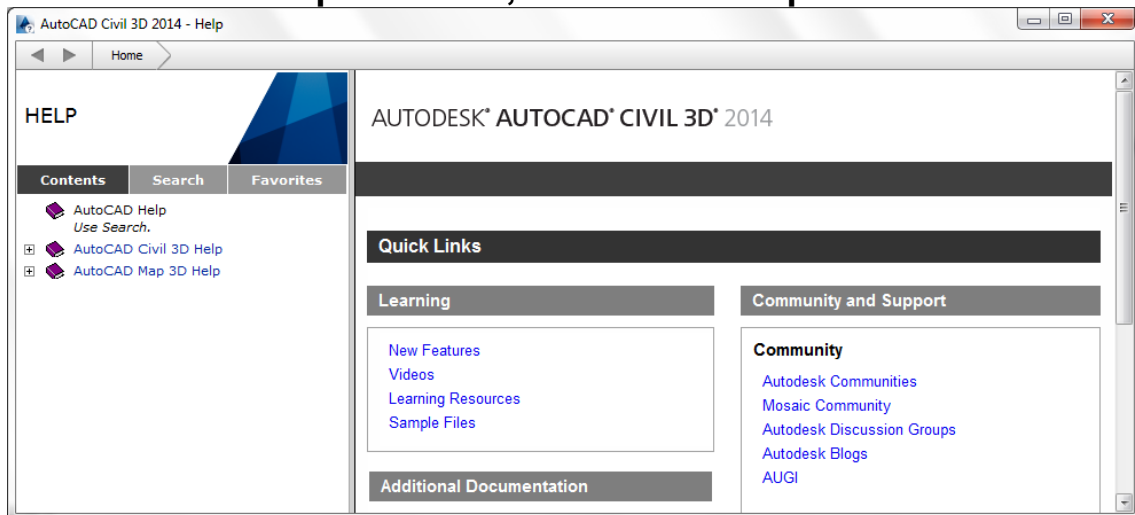 AutoCAD Civil 3D 2014 - Help
Home
HELP
Contents Search Favorites
AutoCAD Help
Use Search.
AutoCAD Civil 3D Help
AutoCAD Map 3D Help
AUTODESK® AUTOCAD® CIVIL 3D® 2014
Quick Links
Learning
New Features
Videos
Learning Resources
Sample Files
Additional Documentation
Community and Support
Community
Autodesk Communities
Mosaic Community
Autodesk Discussion Groups
Autodesk Blogs
AUGI